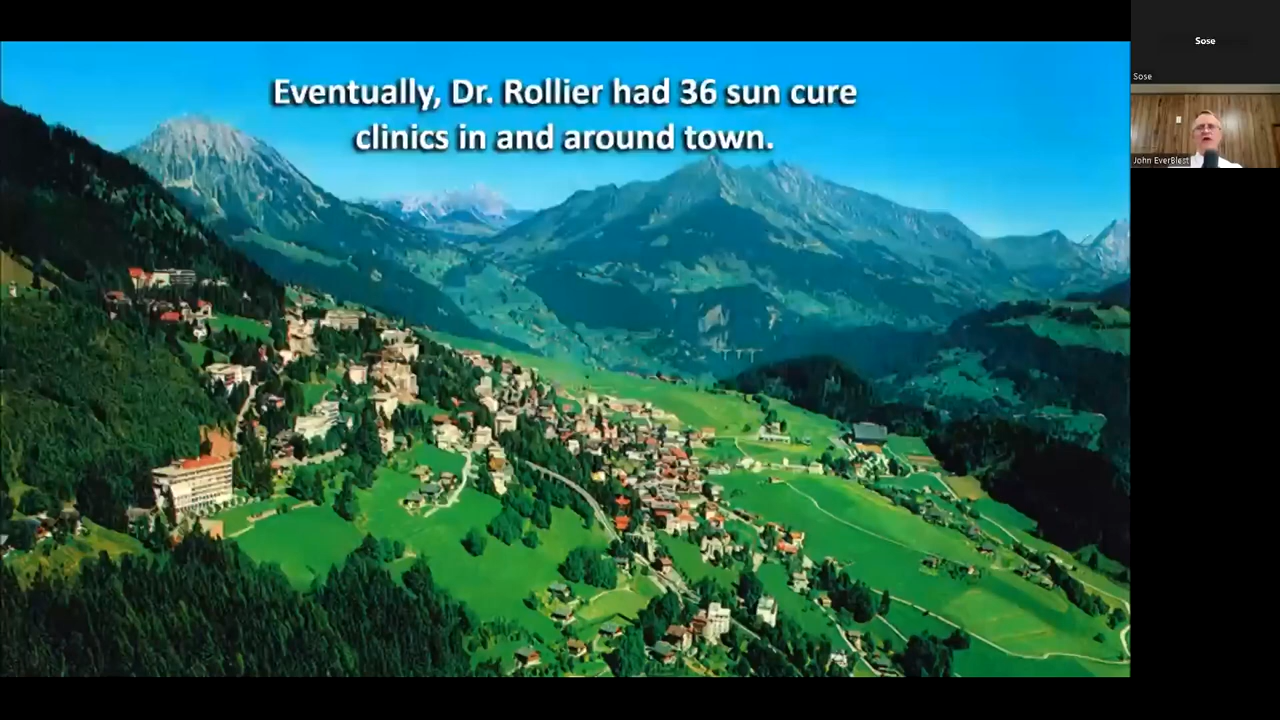 Eventually, Dr. Rollier had 36 sun cure
clinics in and around town.
Sose
Sose
John EverBlest